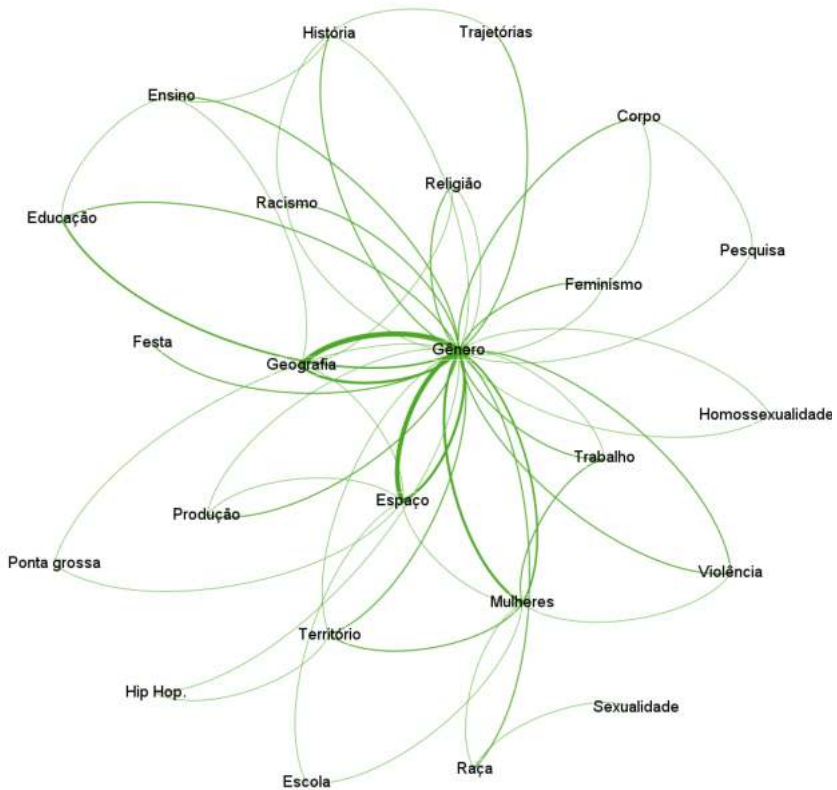 História
Trajetórias
Ensino
Corpo
Religião
Racismo
Educação
Pesquisa
Feminismo
Festa
Gênero
Geografia
Homossexualidade
Trabalho
Espaço
Produção
Ponta grossa
Violência
Mulheres
Território
Hip Hop.
Sexualidade
Raça
Escola